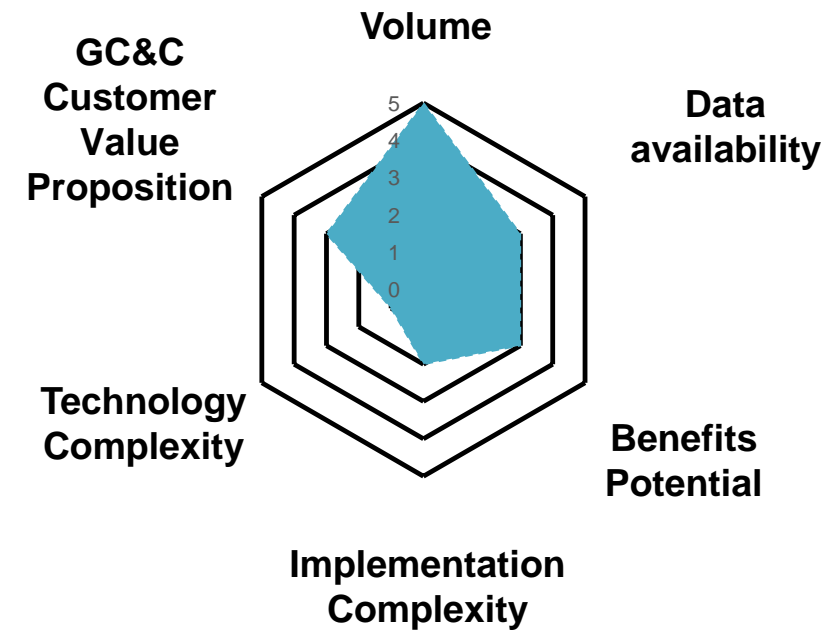 Volume
GC&C
Customer
Value
Proposition
Data
availability
5
4
3
2
1
0
Technology
Complexity
Benefits
Potential
Implementation
Complexity